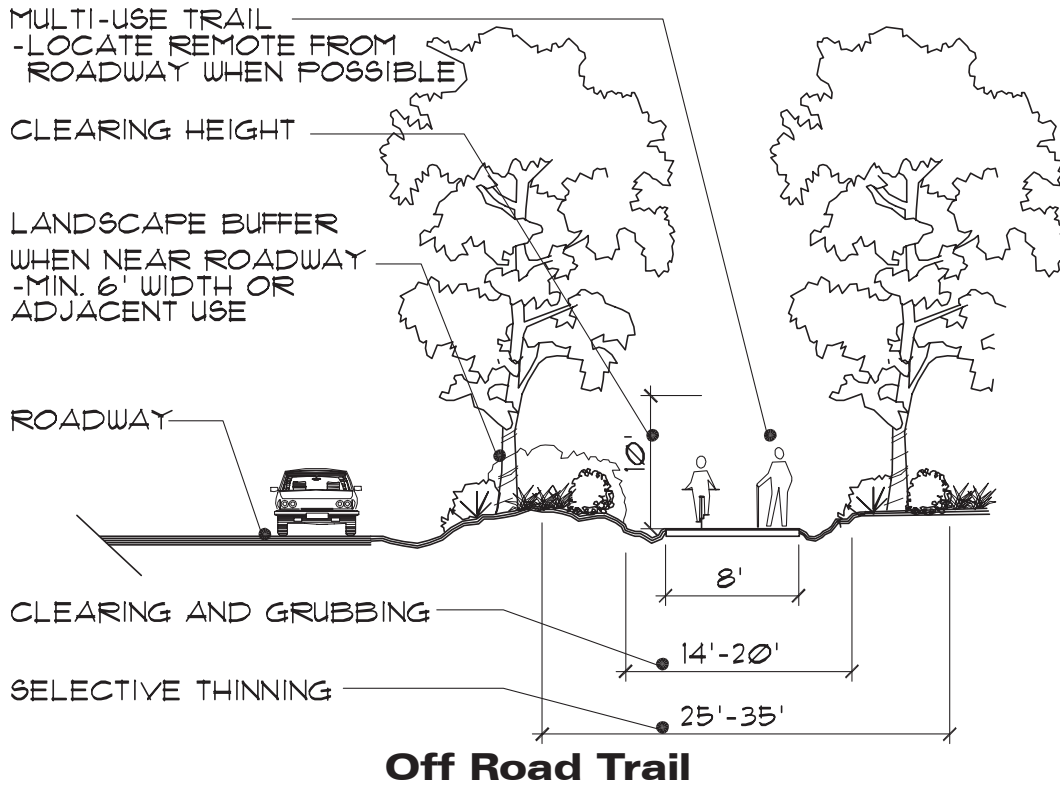 MULTI-USE TRAIL
-LOCATE REMOTE FROM
ROADWAY WHEN POSSIBLE
CLEARING HEIGHT
LANDSCAPE BUFFER
WHEN NEAR ROADWAY
-MIN. 6' WIDTH OR
ADJACENT USE
ROADWAY
10'
8'
CLEARING AND GRUBBING
14'-20'
SELECTIVE THINNING
25'-35'
Off Road Trail